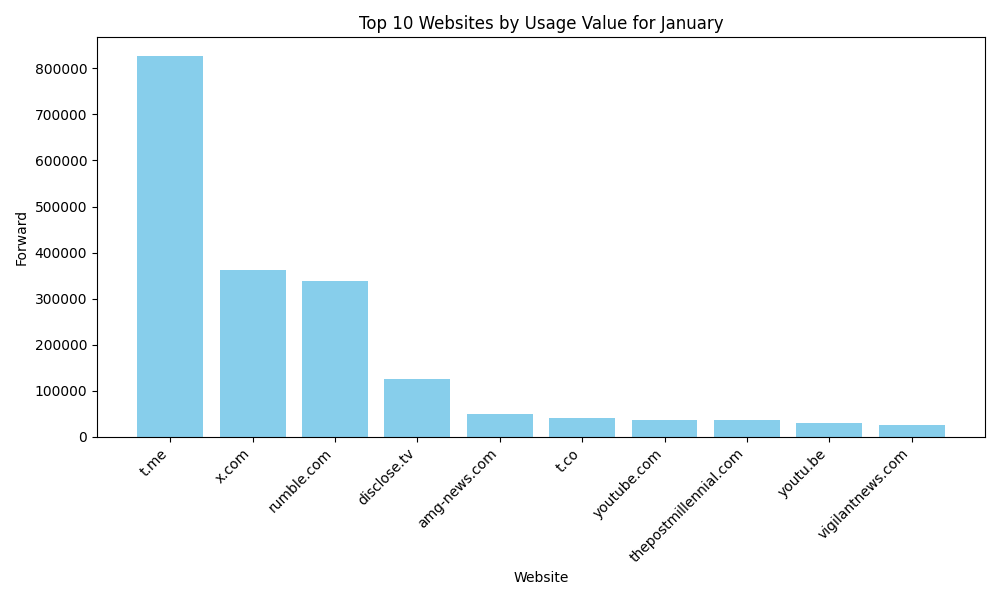 Top 10 Websites by Usage Value for January
Forward
800000
700000
600000
500000
400000
300000
200000
100000
0
t.me
x.com
rumble.com
disclose.tv
amg-news.com
t.co
youtube.com
thepostmillennial.com
youtu.be
vigilantnews.com
Website